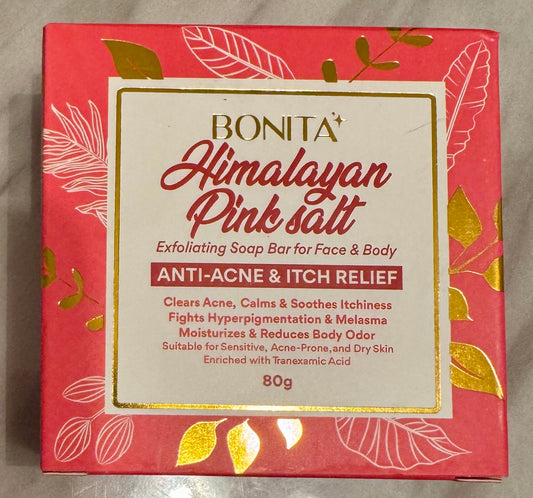 BONITA
Himalayan
Pink salt
Exfoliating Soap Bar for Face & Body
ANTI-ACNE & ITCH RELIEF
Clears Acne, Calms & Soothes Itchiness
Fights Hyperpigmentation & Melasma
Moisturizes & Reduces Body Odor
Suitable for Sensitive, Acne-Prone, and Dry Skin
Enriched with Tranexamic Acid
80g